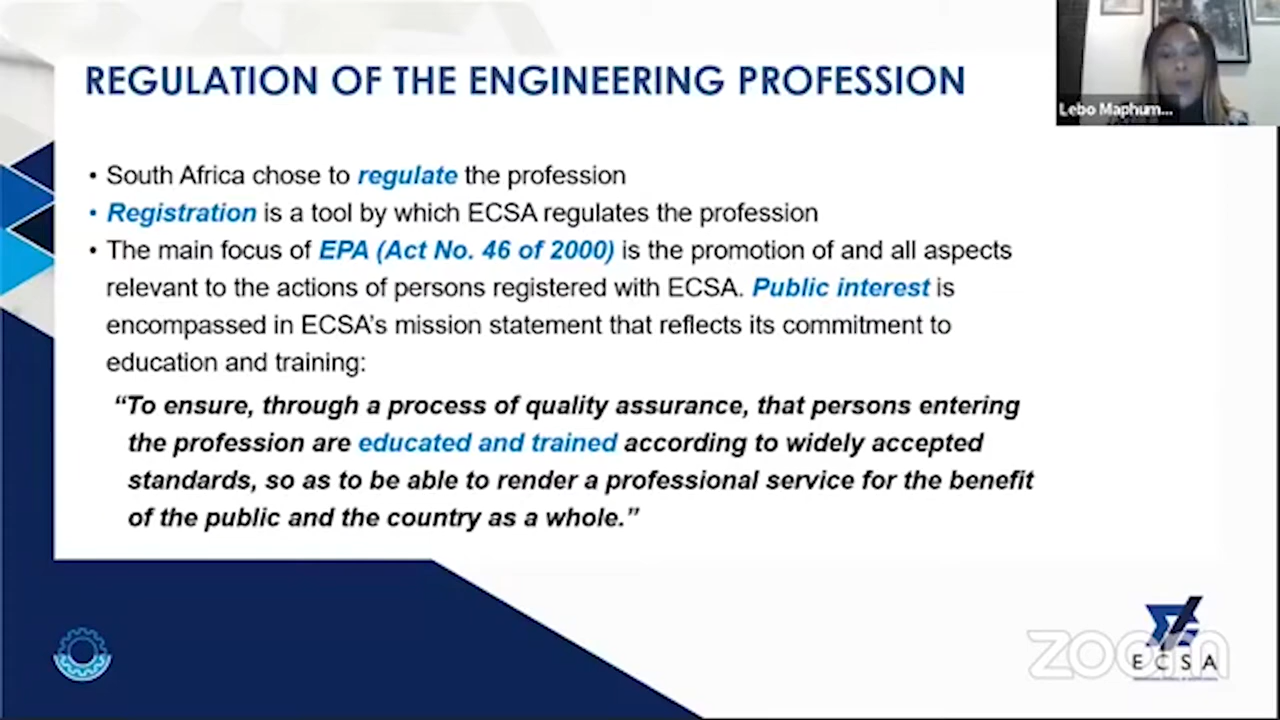 REGULATION OF THE ENGINEERING PROFESSION
Lebo Maphum...
• South Africa chose to regulate the profession
• Registration is a tool by which ECSA regulates the profession
• The main focus of EPA (Act No. 46 of 2000) is the promotion of and all aspects
relevant to the actions of persons registered with ECSA. Public interest is
encompassed in ECSA's mission statement that reflects its commitment to
education and training:
“To ensure, through a process of quality assurance, that persons entering
the profession are educated and trained according to widely accepted
standards, so as to be able to render a professional service for the benefit
of the public and the country as a whole.”
zoom
ECSA